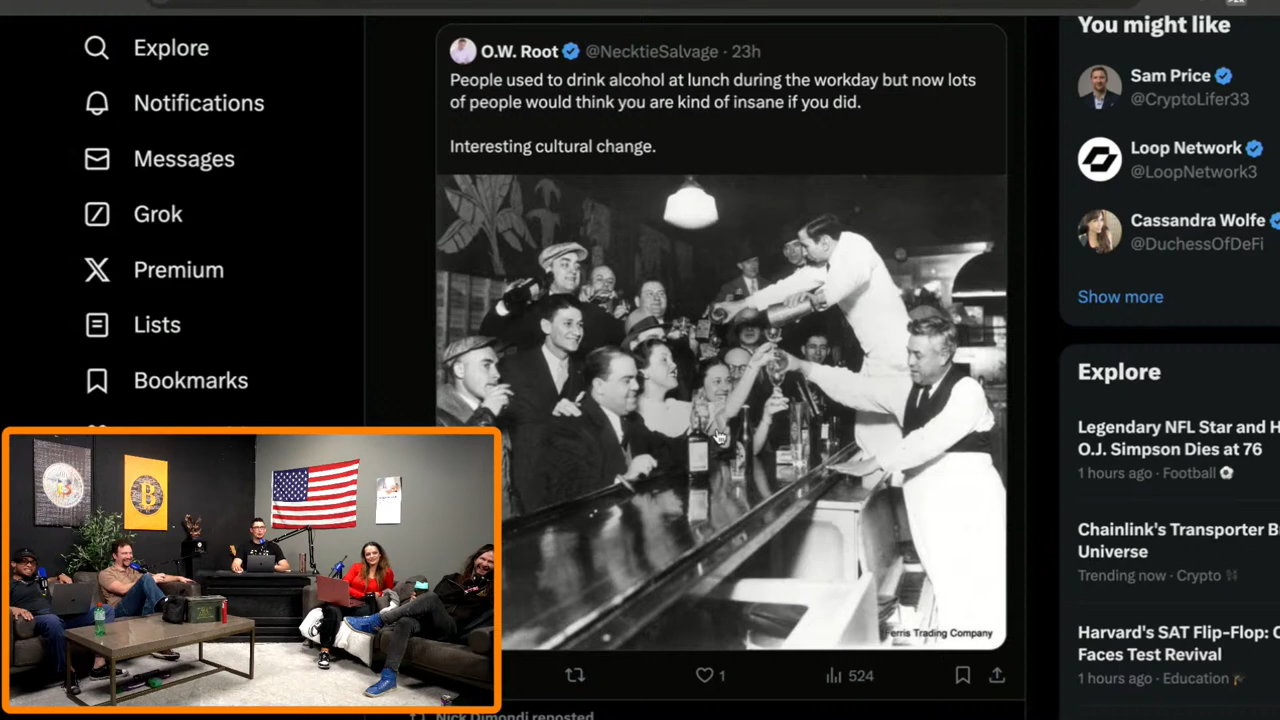 Explore
Notifications
Messages
Grok
Premium
Lists
Bookmarks
O.W. Root @NecktieSalvage · 23h
People used to drink alcohol at lunch during the workday but now lots
of people would think you are kind of insane if you did.
Interesting cultural change.
erris Trading Company
1
524
Nick Dimondi reposted
You might like
Sam Price
@CryptoLifer33
Loop Network
@LoopNetwork3
Cassandra Wolfe
@DuchessOfDeFi
Show more
Explore
Legendary NFL Star and H
O.J. Simpson Dies at 76
1 hours ago · Football
Chainlink's Transporter B
Universe
Trending now · Crypto
Harvard's SAT Flip-Flop: C
Faces Test Revival
1 hours ago · Education